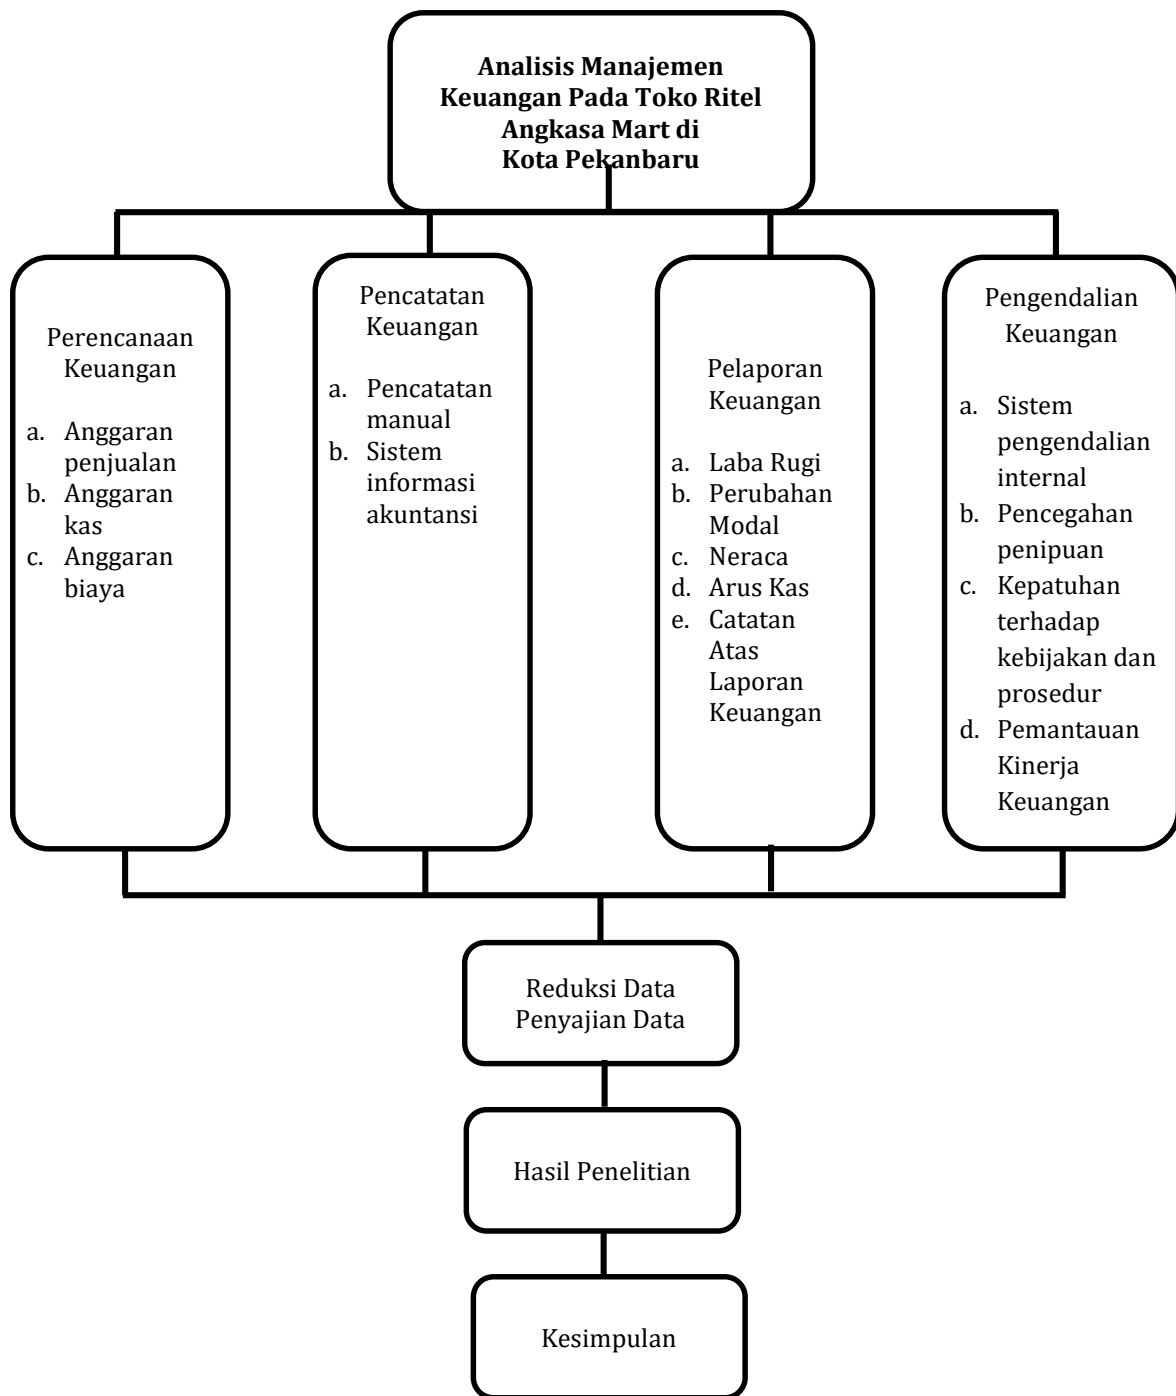 Analisis Manajemen
Keuangan Pada Toko Ritel
Angkasa Mart di
Kota Pekanbaru
Perencanaan
Keuangan
a. Anggaran
penjualan
b. Anggaran
kas
c. Anggaran
biaya
Pencatatan
Keuangan
a. Pencatatan
manual
b. Sistem
informasi
akuntansi
Pelaporan
Keuangan
a. Laba Rugi
b. Perubahan
Modal
c. Neraca
d. Arus Kas
e. Catatan
Atas
Laporan
Keuangan
Pengendalian
Keuangan
a. Sistem
pengendalian
internal
b. Pencegahan
penipuan
c. Kepatuhan
terhadap
kebijakan dan
prosedur
d. Pemantauan
Kinerja
Keuangan
Reduksi Data
Penyajian Data
Hasil Penelitian
Kesimpulan